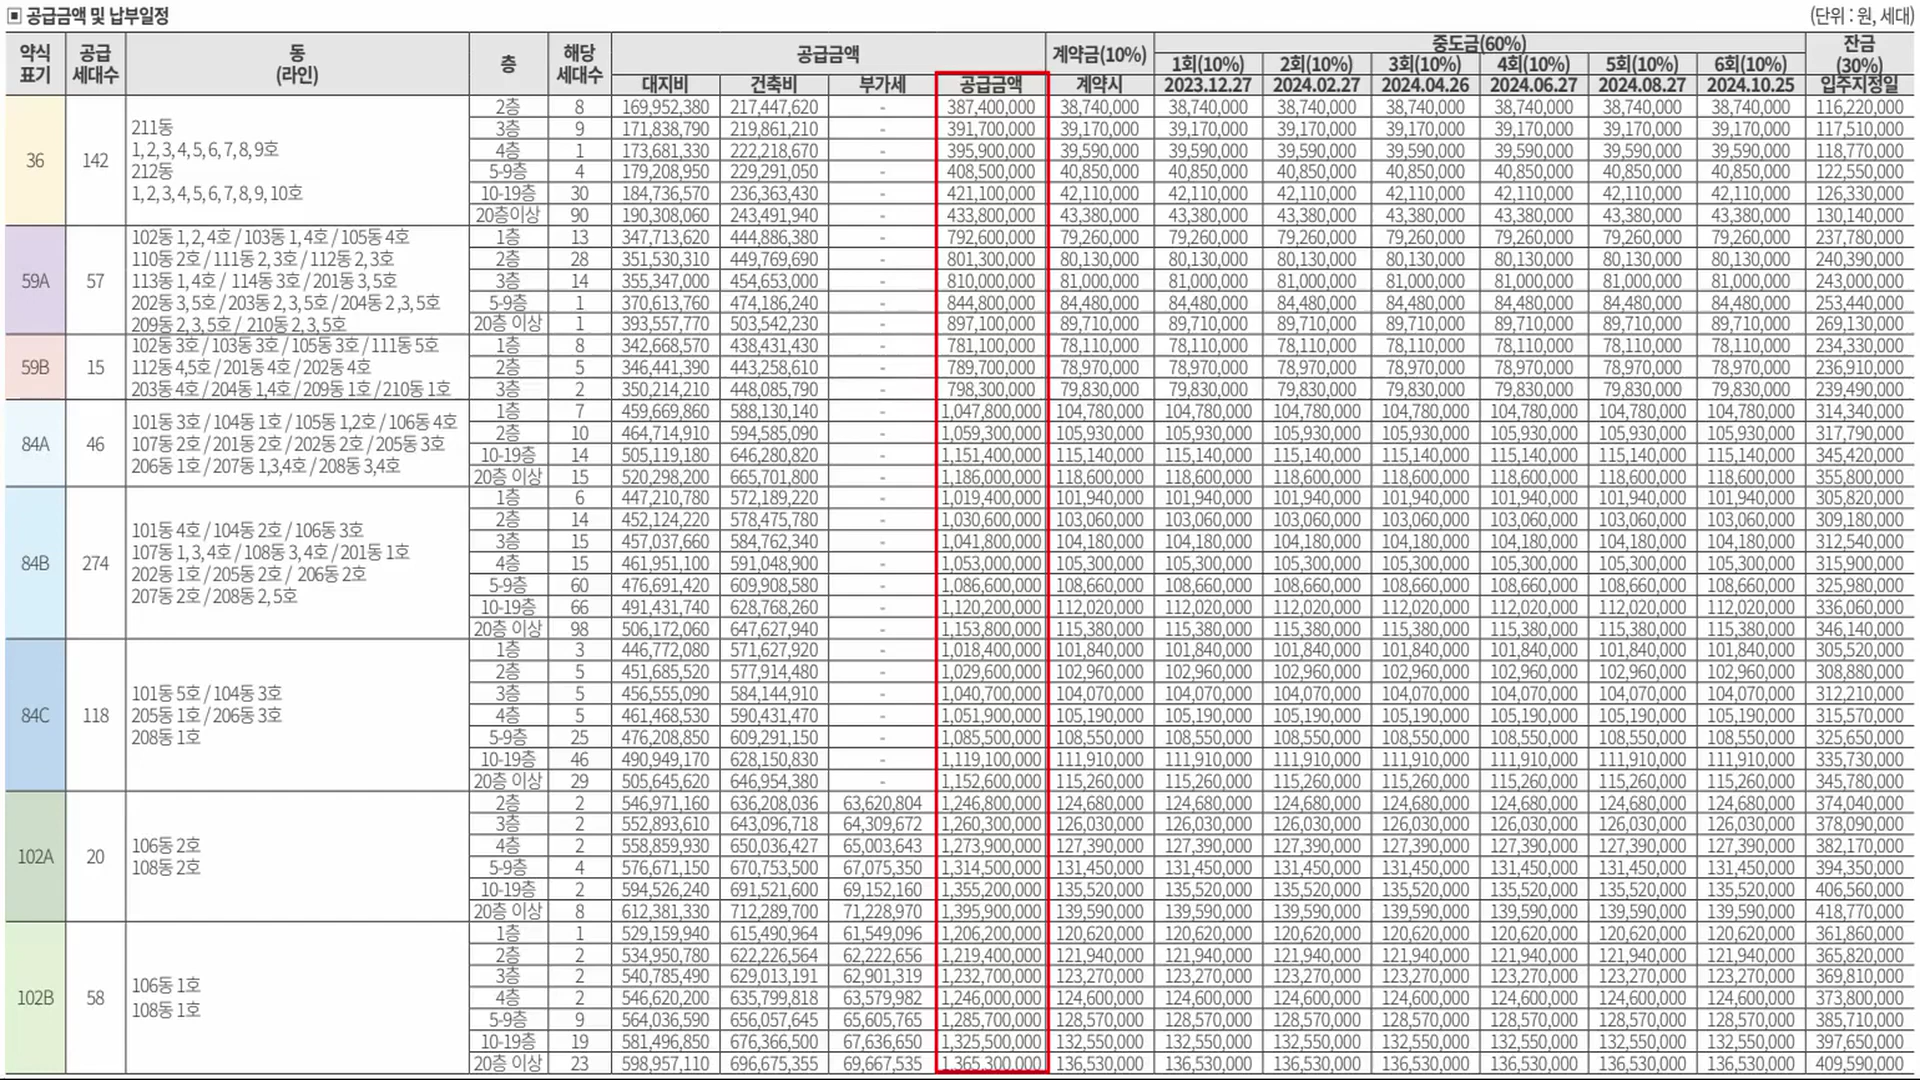 ▣ 공급금액 및 납부일정
(단위 : 원, 세대)
약식 표기 공급 세대수 동 (라인) 층 해당 세대수 공급금액 계약금(10%) 중도금(60%) 잔금 (30%)
1회(10%) 2회(10%) 3회(10%) 4회(10%) 5회(10%) 6회(10%)
대지비 건축비 부가세 공급금액 계약시 2023.12.27 2024.02.27 2024.04.26 2024.06.27 2024.08.27 2024.10.25 입주지정일
36 142
211동
1, 2, 3, 4, 5, 6, 7, 8, 9호
212동
1, 2, 3, 4, 5, 6, 7, 8, 9, 10호
2층 8 169,952,380 217,447,620 - 387,400,000 38,740,000 38,740,000 38,740,000 38,740,000 38,740,000 38,740,000 38,740,000 116,220,000
3층 9 171,838,790 219,861,210 - 391,700,000 39,170,000 39,170,000 39,170,000 39,170,000 39,170,000 39,170,000 39,170,000 117,510,000
4층 1 173,681,330 222,218,670 - 395,900,000 39,590,000 39,590,000 39,590,000 39,590,000 39,590,000 39,590,000 39,590,000 118,770,000
5-9층 4 179,208,950 229,291,050 - 408,500,000 40,850,000 40,850,000 40,850,000 40,850,000 40,850,000 40,850,000 40,850,000 122,550,000
10-19층 30 184,736,570 236,363,430 - 421,100,000 42,110,000 42,110,000 42,110,000 42,110,000 42,110,000 42,110,000 42,110,000 126,330,000
20층이상 90 190,308,060 243,491,940 - 433,800,000 43,380,000 43,380,000 43,380,000 43,380,000 43,380,000 43,380,000 43,380,000 130,140,000
59A 57
102동 1, 2, 4호 / 103동 1, 4호 / 105동 4호
110동 2호 / 111동 2, 3호 / 112동 2, 3호
113동 1, 4호 / 114동 3호 / 201동 3, 5호
202동 3, 5호 / 203동 2, 3, 5호 / 204동 2 ,3, 5호
209동 2, 3, 5호 / 210동 2, 3, 5호
1층 13 347,713,620 444,886,380 - 792,600,000 79,260,000 79,260,000 79,260,000 79,260,000 79,260,000 79,260,000 79,260,000 237,780,000
2층 28 351,530,310 449,769,690 - 801,300,000 80,130,000 80,130,000 80,130,000 80,130,000 80,130,000 80,130,000 80,130,000 240,390,000
3층 14 355,347,000 454,653,000 - 810,000,000 81,000,000 81,000,000 81,000,000 81,000,000 81,000,000 81,000,000 81,000,000 243,000,000
5-9층 1 370,613,760 474,186,240 - 844,800,000 84,480,000 84,480,000 84,480,000 84,480,000 84,480,000 84,480,000 84,480,000 253,440,000
20층 이상 1 393,557,770 503,542,230 - 897,100,000 89,710,000 89,710,000 89,710,000 89,710,000 89,710,000 89,710,000 89,710,000 269,130,000
59B 15
102동 3호 / 103동 3호 / 105동 3호 / 111동 5호
112동 4,5호 / 201동 4호 / 202동 4호
203동 4호 / 204동 1,4호 / 209동 1호 / 210동 1호
1층 8 342,668,570 438,431,430 - 781,100,000 78,110,000 78,110,000 78,110,000 78,110,000 78,110,000 78,110,000 78,110,000 234,330,000
2층 5 346,441,390 443,258,610 - 789,700,000 78,970,000 78,970,000 78,970,000 78,970,000 78,970,000 78,970,000 78,970,000 236,910,000
3층 2 350,214,210 448,085,790 - 798,300,000 79,830,000 79,830,000 79,830,000 79,830,000 79,830,000 79,830,000 79,830,000 239,490,000
84A 46
101동 3호 / 104동 1호 / 105동 1,2호 / 106동 4호
107동 2호 / 201동 2호 / 202동 2호 / 205동 3호
206동 1호 / 207동 1,3,4호 / 208동 3,4호
1층 7 459,669,860 588,130,140 - 1,047,800,000 104,780,000 104,780,000 104,780,000 104,780,000 104,780,000 104,780,000 104,780,000 314,340,000
2층 10 464,714,910 594,585,090 - 1,059,300,000 105,930,000 105,930,000 105,930,000 105,930,000 105,930,000 105,930,000 105,930,000 317,790,000
10-19층 14 505,119,180 646,280,820 - 1,151,400,000 115,140,000 115,140,000 115,140,000 115,140,000 115,140,000 115,140,000 115,140,000 345,420,000
20층 이상 15 520,298,200 665,701,800 - 1,186,000,000 118,600,000 118,600,000 118,600,000 118,600,000 118,600,000 118,600,000 118,600,000 355,800,000
84B 274
101동 4호 / 104동 2호 / 106동 3호
107동 1, 3, 4호 / 108동 3, 4호 / 201동 1호
202동 1호 / 205동 2호 / 206동 2호
207동 2호 / 208동 2, 5호
1층 6 447,210,780 572,189,220 - 1,019,400,000 101,940,000 101,940,000 101,940,000 101,940,000 101,940,000 101,940,000 101,940,000 305,820,000
2층 14 452,124,220 578,475,780 - 1,030,600,000 103,060,000 103,060,000 103,060,000 103,060,000 103,060,000 103,060,000 103,060,000 309,180,000
3층 15 457,037,660 584,762,340 - 1,041,800,000 104,180,000 104,180,000 104,180,000 104,180,000 104,180,000 104,180,000 104,180,000 312,540,000
4층 15 461,951,100 591,048,900 - 1,053,000,000 105,300,000 105,300,000 105,300,000 105,300,000 105,300,000 105,300,000 105,300,000 315,900,000
5-9층 60 476,691,420 609,908,580 - 1,086,600,000 108,660,000 108,660,000 108,660,000 108,660,000 108,660,000 108,660,000 108,660,000 325,980,000
10-19층 66 491,431,740 628,768,260 - 1,120,200,000 112,020,000 112,020,000 112,020,000 112,020,000 112,020,000 112,020,000 112,020,000 336,060,000
20층 이상 98 506,172,060 647,627,940 - 1,153,800,000 115,380,000 115,380,000 115,380,000 115,380,000 115,380,000 115,380,000 115,380,000 346,140,000
84C 118
101동 5호 / 104동 3호
205동 1호 / 206동 3호
208동 1호
1층 3 446,772,080 571,627,920 - 1,018,400,000 101,840,000 101,840,000 101,840,000 101,840,000 101,840,000 101,840,000 101,840,000 305,520,000
2층 5 451,685,520 577,914,480 - 1,029,600,000 102,960,000 102,960,000 102,960,000 102,960,000 102,960,000 102,960,000 102,960,000 308,880,000
3층 5 456,555,090 584,144,910 - 1,040,700,000 104,070,000 104,070,000 104,070,000 104,070,000 104,070,000 104,070,000 104,070,000 312,210,000
4층 5 461,468,530 590,431,470 - 1,051,900,000 105,190,000 105,190,000 105,190,000 105,190,000 105,190,000 105,190,000 105,190,000 315,570,000
5-9층 25 476,208,850 609,291,150 - 1,085,500,000 108,550,000 108,550,000 108,550,000 108,550,000 108,550,000 108,550,000 108,550,000 325,650,000
10-19층 46 490,949,170 628,150,830 - 1,119,100,000 111,910,000 111,910,000 111,910,000 111,910,000 111,910,000 111,910,000 111,910,000 335,730,000
20층 이상 29 505,645,620 646,954,380 - 1,152,600,000 115,260,000 115,260,000 115,260,000 115,260,000 115,260,000 115,260,000 115,260,000 345,780,000
102A 20
106동 2호
108동 2호
2층 2 546,971,160 636,208,036 63,620,804 1,246,800,000 124,680,000 124,680,000 124,680,000 124,680,000 124,680,000 124,680,000 124,680,000 374,040,000
3층 2 552,893,610 643,096,718 64,309,672 1,260,300,000 126,030,000 126,030,000 126,030,000 126,030,000 126,030,000 126,030,000 126,030,000 378,090,000
4층 2 558,859,930 650,036,427 65,003,643 1,273,900,000 127,390,000 127,390,000 127,390,000 127,390,000 127,390,000 127,390,000 127,390,000 382,170,000
5-9층 4 576,671,150 670,753,500 67,075,350 1,314,500,000 131,450,000 131,450,000 131,450,000 131,450,000 131,450,000 131,450,000 131,450,000 394,350,000
10-19층 2 594,526,240 691,521,600 69,152,160 1,355,200,000 135,520,000 135,520,000 135,520,000 135,520,000 135,520,000 135,520,000 135,520,000 406,560,000
20층 이상 8 612,381,330 712,289,700 71,228,970 1,395,900,000 139,590,000 139,590,000 139,590,000 139,590,000 139,590,000 139,590,000 139,590,000 418,770,000
102B 58
106동 1호
108동 1호
1층 1 529,159,940 615,490,964 61,549,096 1,206,200,000 120,620,000 120,620,000 120,620,000 120,620,000 120,620,000 120,620,000 120,620,000 361,860,000
2층 2 534,950,780 622,226,564 62,222,656 1,219,400,000 121,940,000 121,940,000 121,940,000 121,940,000 121,940,000 121,940,000 121,940,000 365,820,000
3층 2 540,785,490 629,013,191 62,901,319 1,232,700,000 123,270,000 123,270,000 123,270,000 123,270,000 123,270,000 123,270,000 123,270,000 369,810,000
4층 2 546,620,200 635,799,818 63,579,982 1,246,000,000 124,600,000 124,600,000 124,600,000 124,600,000 124,600,000 124,600,000 124,600,000 373,800,000
5-9층 9 564,036,590 656,057,645 65,605,765 1,285,700,000 128,570,000 128,570,000 128,570,000 128,570,000 128,570,000 128,570,000 128,570,000 385,710,000
10-19층 19 581,496,850 676,366,500 67,636,650 1,325,500,000 132,550,000 132,550,000 132,550,000 132,550,000 132,550,000 132,550,000 132,550,000 397,650,000
20층 이상 23 598,957,110 696,675,355 69,667,535 1,365,300,000 136,530,000 136,530,000 136,530,000 136,530,000 136,530,000 136,530,000 136,530,000 409,590,000